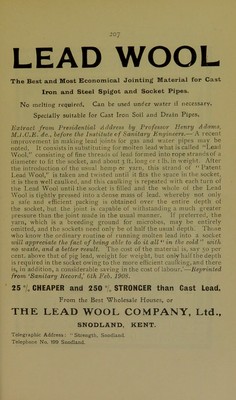 207
LEAD WOOL
The Best and Most Economical Jointing Material for Cast
Iron and Steel Spigot and Socket Pipes.
No melting required, Can be used under water if necessary,
Specially suitable for Cast Iron Soil and Drain Pipes.
Extract from Presidential Address by Professor Henry Adams,
M.I.C.E. &c., before the Institute of Sanitary Engineers.—A recent
improvement in making lead joints for gas and water pipes may be
noted. It consists in substituting for molten lead what is called "Lead
Wool," consisting of fine threads of lead formed into rope strands of a
diameter to fit the socket, and about 3 ft. long or 1 lb. in weight. After
the introduction of the usual ring of yarn, this strand of "Patent
Lead Wool," is taken and twisted until it fits the space in the socket,
it is then well caulked, and this caulking is repeated with each turn of
the Lead Wool until the socket is filled and the whole of the Lead
Wool is tightly pressed into a dense mass of lead, whereby not only
a safe and efficient packing is obtained over the entire depth of
the socket, but the joint is capable of withstanding a much greater
pressure than the joint made in the usual manner. If preferred, the
yarn, which is a breeding ground for microbes, may be entirely
omitted, and the sockets need only be of half the usual depth. Those
who know the ordinary routine of running molten lead into a socket
will appreciate the fact of being able to do it all "in the cold" with
no waste, and a better result. The cost of the material is, say 50 per
cent. above that of pig lead, weight for weight, but only half the depth
is required in the socket owing to the more efficient caulking, and there
is, in addition, a considerable saving in the cost of labour.'—Reprinted
from 'Sanitary Record,' 6th Feb. 1908.
25 %, CHEAPER and 250 %, STRONGER than Cast Lead.
From the Best Wholesale Houses, or
THE LEAD WOOL COMPANY, Ltd.,
SNODLAND, KENT.
Telegraphic Address: "Strength, Snodland.
Telephone No. 199 Snodland.